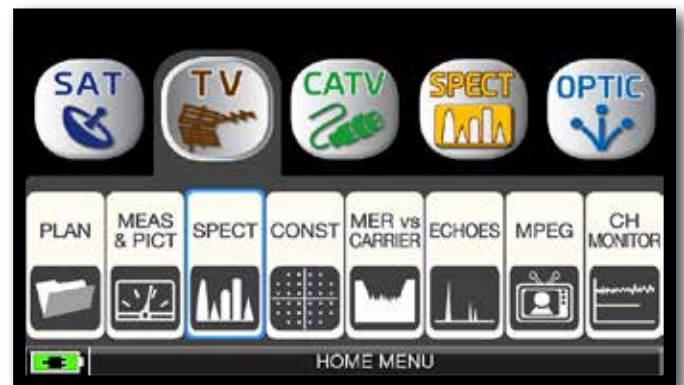 SAT
TV
CATV
SPECT
OPTIC
PLAN
MEAS
& PICT
SPECT
CONST
MER vs
CARRIER
ECHOES
MPEG
CH
MONITOR
HOME MENU